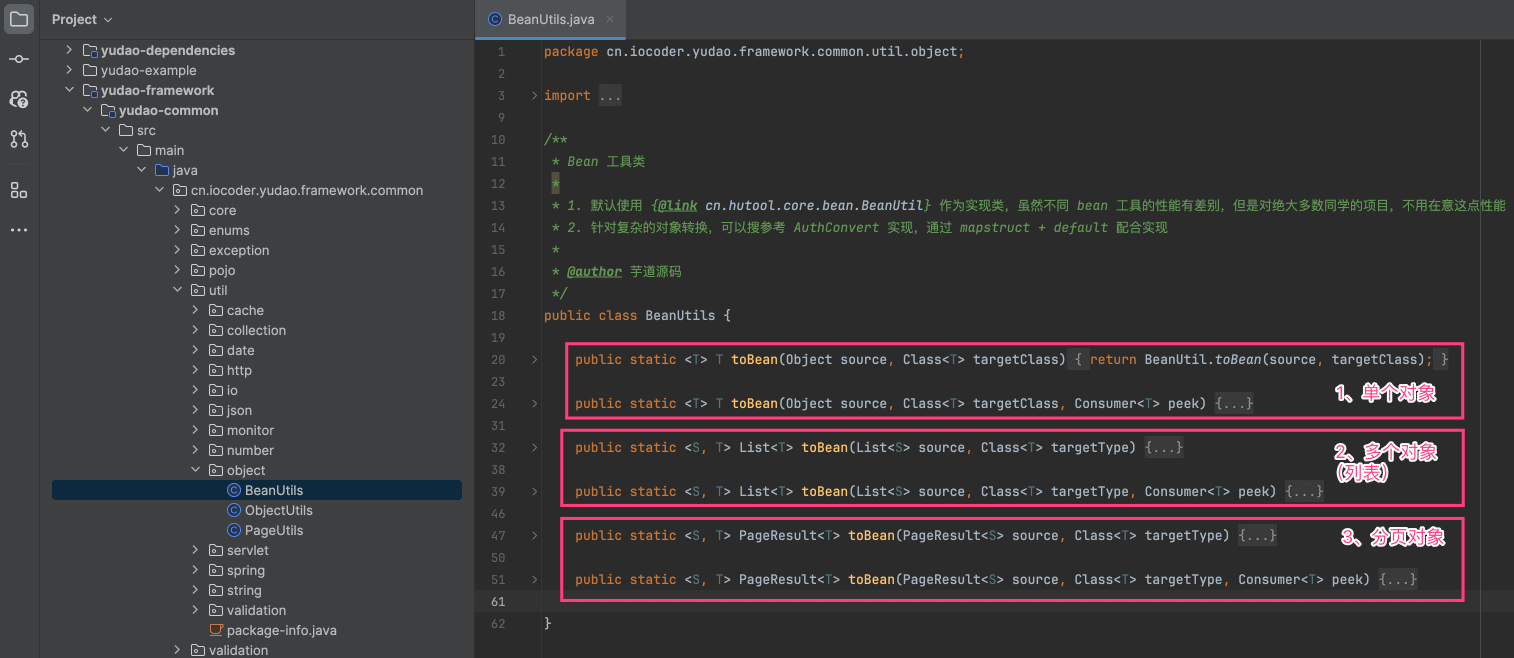 Project
yudao-dependencies
yudao-example
yudao-framework
yudao-common
src
main
java
cn.iocoder.yudao.framework.common
core
enums
exception
pojo
util
cache
collection
date
http
io
json
monitor
number
object
BeanUtils
ObjectUtils
PageUtils
servlet
spring
string
validation
package-info.java
validation
BeanUtils.java
1 package cn.iocoder.yudao.framework.common.util.object;
2
3 import ...
9
10 /**
11 * Bean 工具类
12 *
13 * 1. 默认使用 {@link cn.hutool.core.bean.BeanUtil} 作为实现类，虽然不同 bean 工具的性能有差别，但是对绝大多数同学的项目，不用在意这点性能
14 * 2. 针对复杂的对象转换，可以搜参考 AuthConvert 实现，通过 mapstruct + default 配合实现
15 *
16 * @author 芋道源码
17 */
18 public class BeanUtils {
19
20 public static <T> T toBean(Object source, Class<T> targetClass) { return BeanUtil.toBean(source, targetClass); }
23
1、单个对象
24 public static <T> T toBean(Object source, Class<T> targetClass, Consumer<T> peek) {...}
31
32 public static <S, T> List<T> toBean(List<S> source, Class<T> targetType) {...}
2、多个对象
38
（列表）
39 public static <S, T> List<T> toBean(List<S> source, Class<T> targetType, Consumer<T> peek) {...}
46
47 public static <S, T> PageResult<T> toBean(PageResult<S> source, Class<T> targetType) {...}
3、分页对象
50
51 public static <S, T> PageResult<T> toBean(PageResult<S> source, Class<T> targetType, Consumer<T> peek) {...}
61
62 }